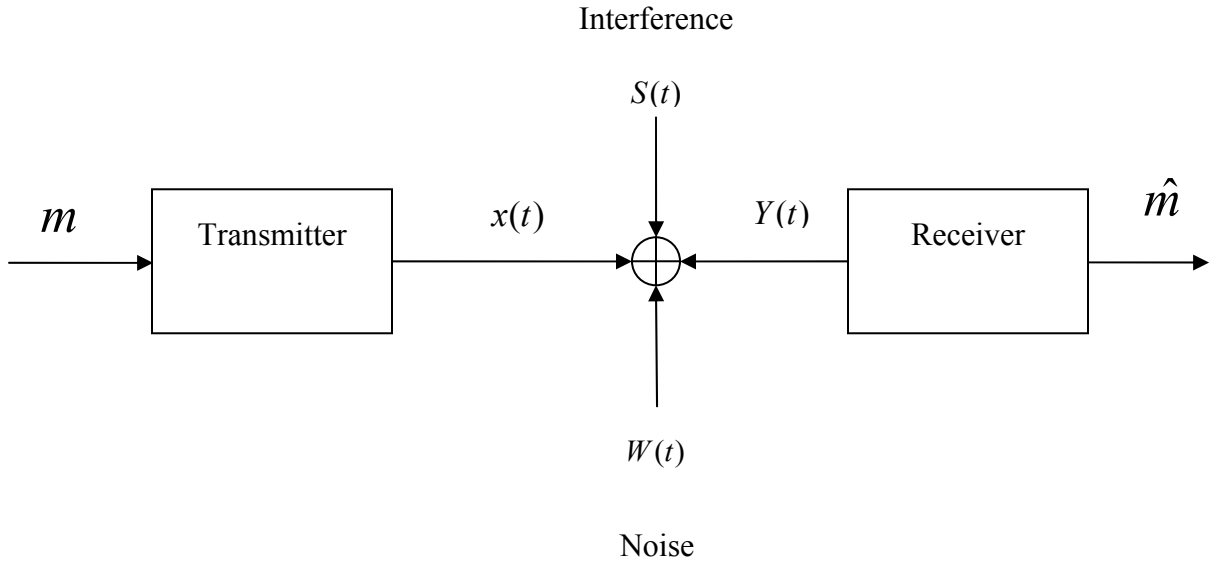 Interference
S(t)
m
Transmitter
x(t)
Y(t)
Receiver
m̂
W(t)
Noise